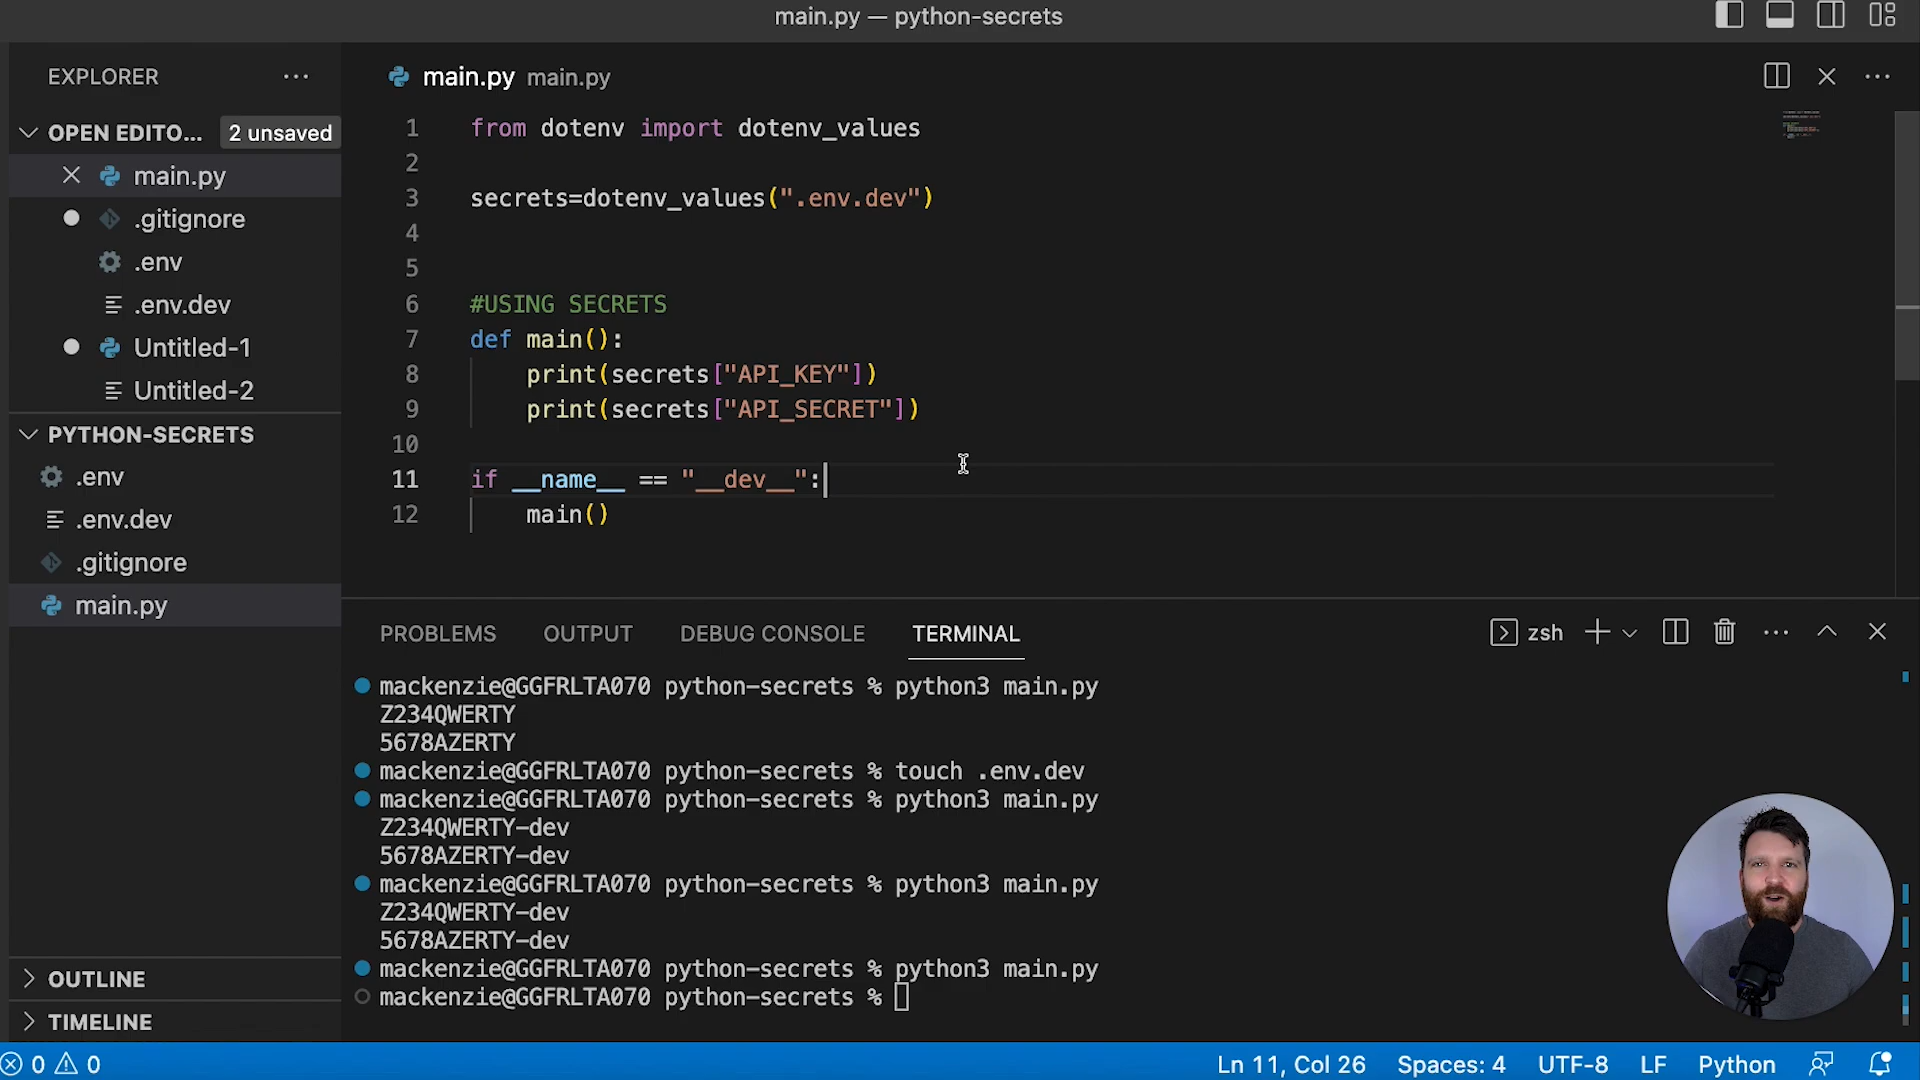 main.py — python-secrets
EXPLORER
OPEN EDITO... 2 unsaved
main.py
.gitignore
.env
.env.dev
Untitled-1
Untitled-2
PYTHON-SECRETS
.env
.env.dev
.gitignore
main.py
OUTLINE
TIMELINE
main.py main.py
1 from dotenv import dotenv_values
2
3 secrets=dotenv_values(".env.dev")
4
5
6 #USING SECRETS
7 def main():
8 print(secrets["API_KEY"])
9 print(secrets["API_SECRET"])
10
11 if __name__ == "__dev__":
12 main()
PROBLEMS OUTPUT DEBUG CONSOLE TERMINAL zsh
mackenzie@GGFRLTA070 python-secrets % python3 main.py
Z234QWERTY
5678AZERTY
mackenzie@GGFRLTA070 python-secrets % touch .env.dev
mackenzie@GGFRLTA070 python-secrets % python3 main.py
Z234QWERTY-dev
5678AZERTY-dev
mackenzie@GGFRLTA070 python-secrets % python3 main.py
Z234QWERTY-dev
5678AZERTY-dev
mackenzie@GGFRLTA070 python-secrets % python3 main.py
mackenzie@GGFRLTA070 python-secrets %
0 0 Ln 11, Col 26 Spaces: 4 UTF-8 LF Python